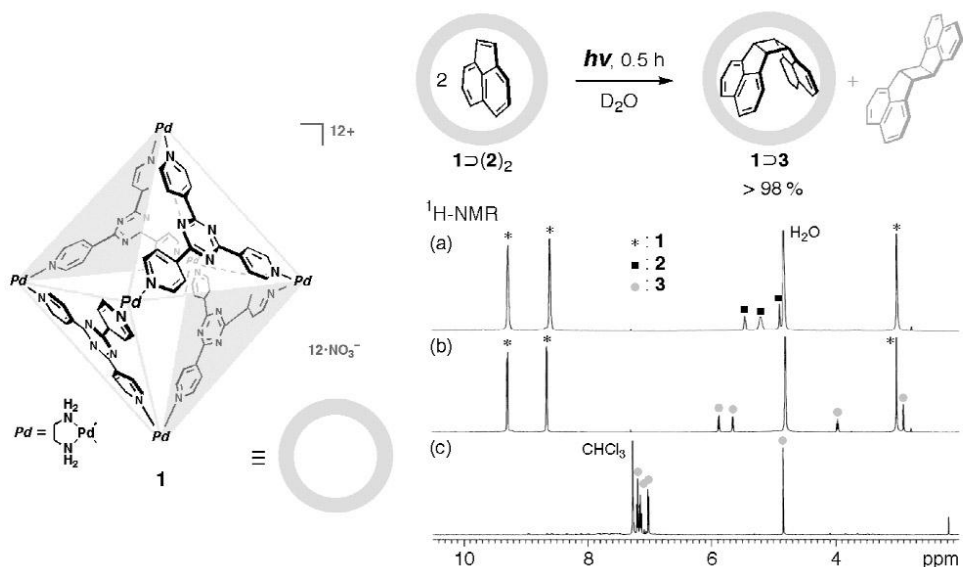 2
hν, 0.5 h
D₂O
+
1⊃(2)₂
1⊃3
> 98 %
Pd
12+
N N N
Pd
Pd
Pd
Pd
Pd
12·NO₃⁻
Pd =
H₂
N
Pd
N
H₂
1
≡
¹H-NMR
(a)
* : 1
■ : 2
● : 3
H₂O
(b)
(c)
CHCl₃
10 8 6 4 ppm